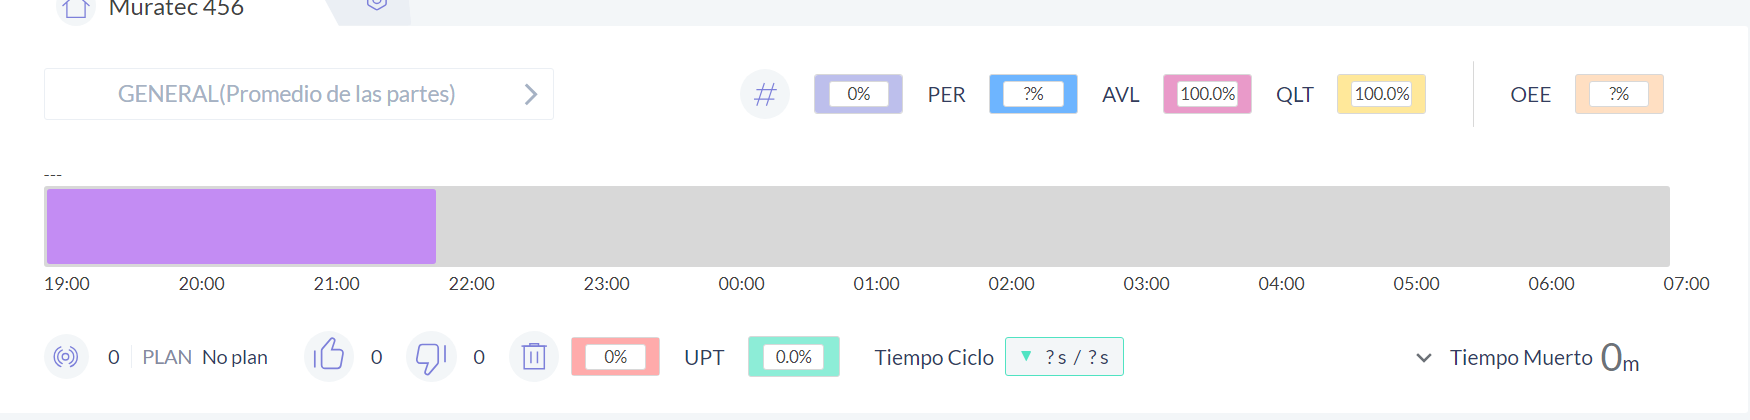 Muratec 456
GENERAL(Promedio de las partes)
0% PER ?% AVL 100.0% QLT 100.0% OEE ?%
---
19:00 20:00 21:00 22:00 23:00 00:00 01:00 02:00 03:00 04:00 05:00 06:00 07:00
0 PLAN No plan 0 0 0% UPT 0.0% Tiempo Ciclo ▼ ?s / ?s Tiempo Muerto 0m